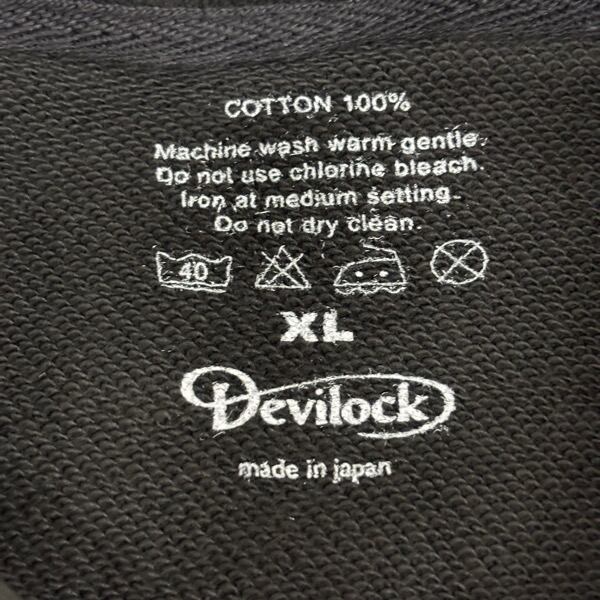 COTTON 100%
Machine wash warm gentle.
Do not use chlorine bleach.
Iron at medium setting.
Do not dry clean.
40
XL
Devilock
made in japan